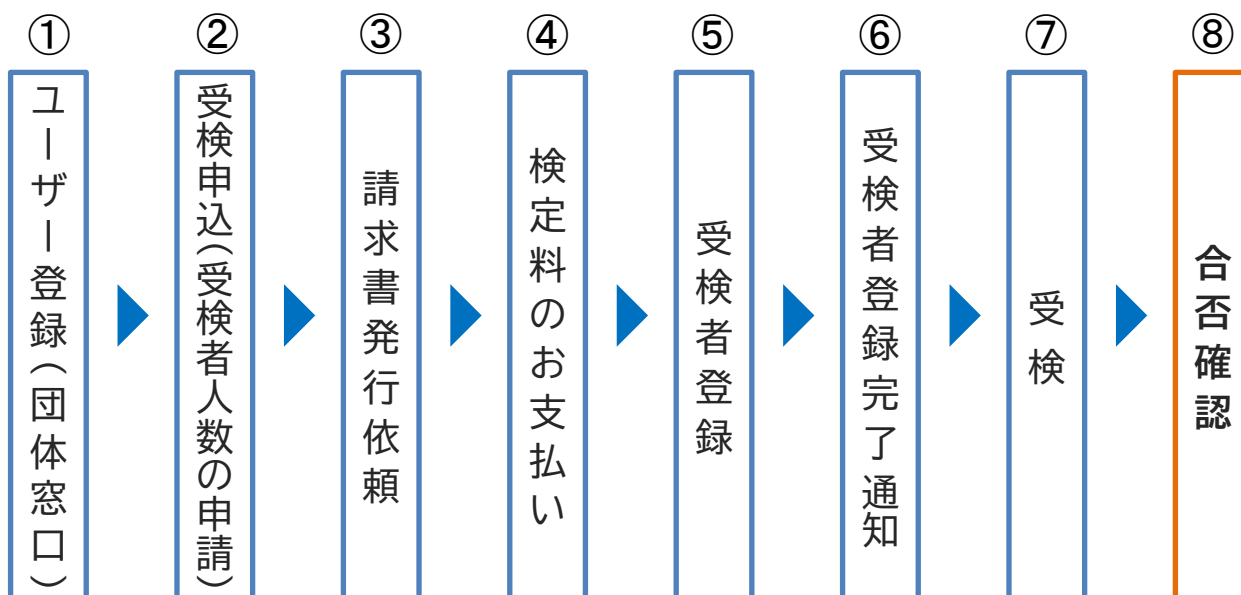 ①
ユーザー登録（団体窓口）
②
受検申込（受検者人数の申請）
③
請求書発行依頼
④
検定料のお支払い
⑤
受検者登録
⑥
受検者登録完了通知
⑦
受検
⑧
合否確認